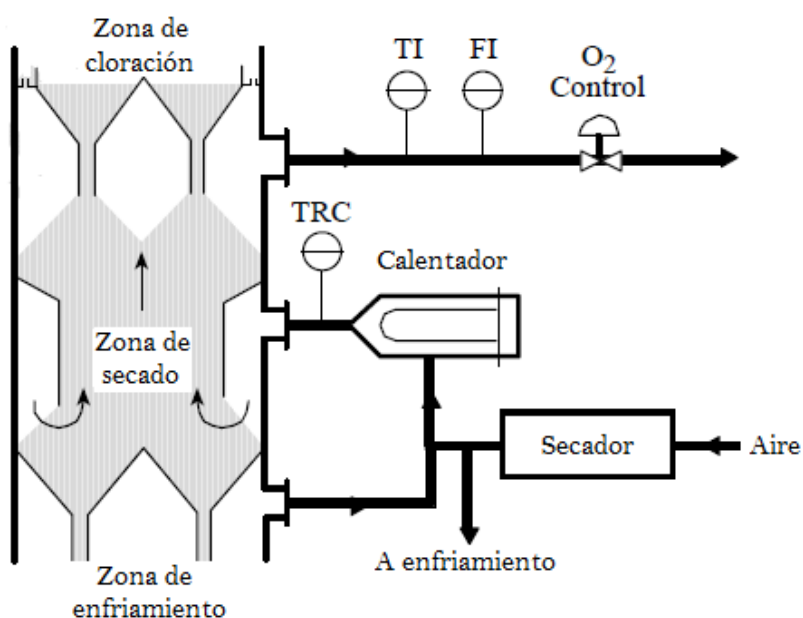 Zona de
cloración
TI
FI
O2
Control
TRC
Calentador
Zona de
secado
Secador
Aire
A enfriamiento
Zona de
enfriamiento